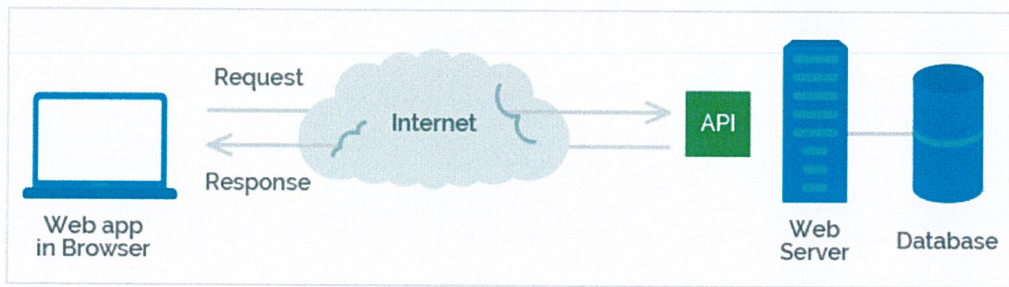 Request
Internet
API
Response
Web app
in Browser
Web
Server
Database